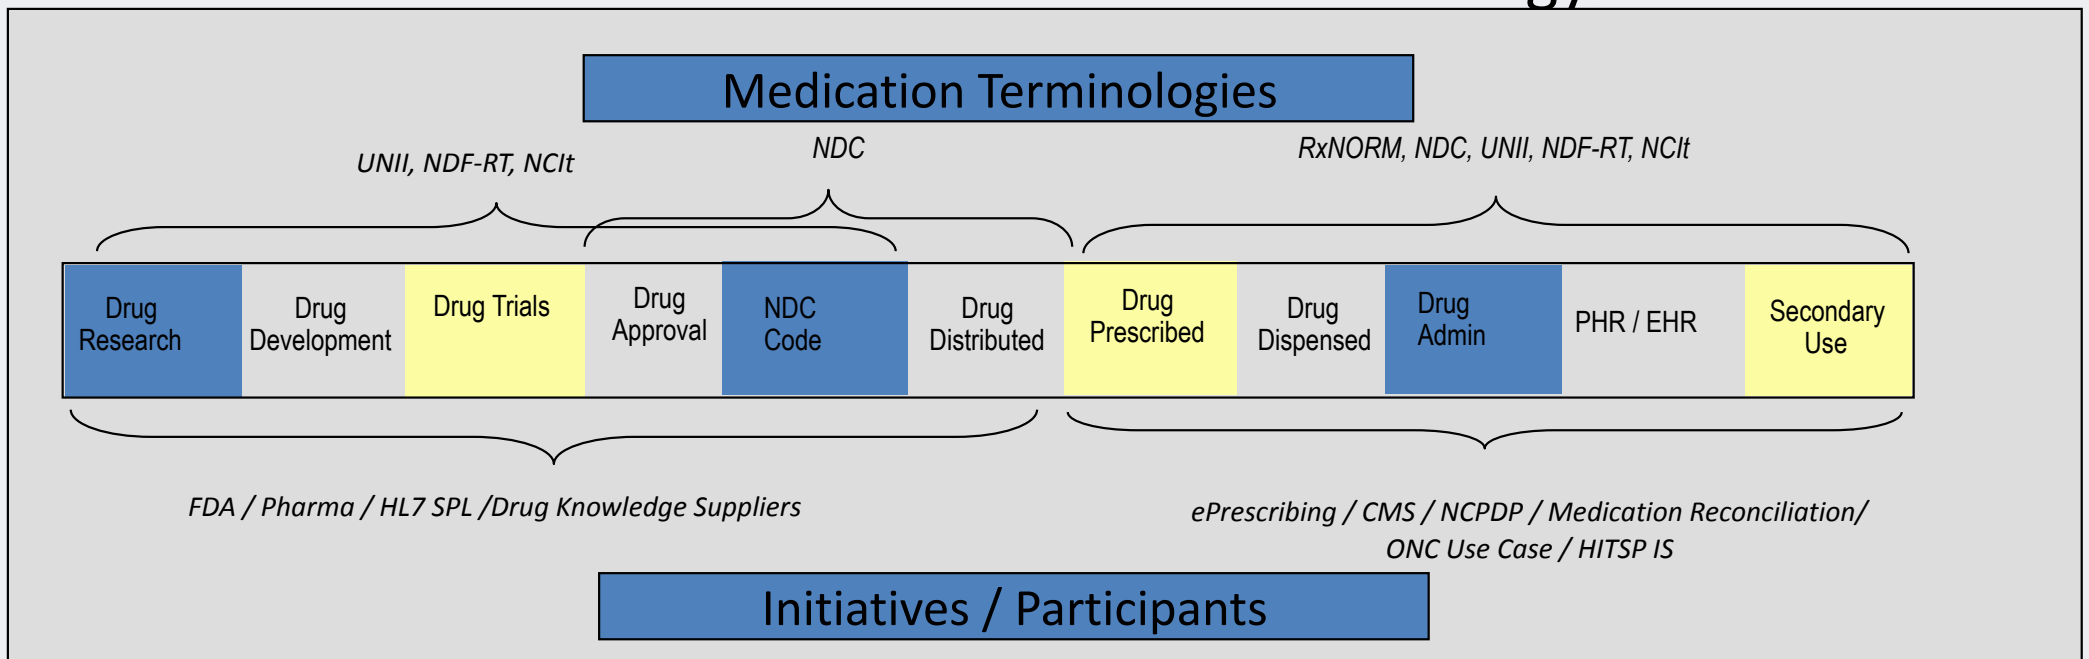 Medication Terminologies
UNII, NDF-RT, NCIt
NDC
RxNORM, NDC, UNII, NDF-RT, NCIt
Drug
Research
Drug
Development
Drug Trials
Drug
Approval
NDC
Code
Drug
Distributed
Drug
Prescribed
Drug
Dispensed
Drug
Admin
PHR / EHR
Secondary
Use
FDA / Pharma / HL7 SPL /Drug Knowledge Suppliers
ePrescribing / CMS / NCPDP / Medication Reconciliation/
ONC Use Case / HITSP IS
Initiatives / Participants